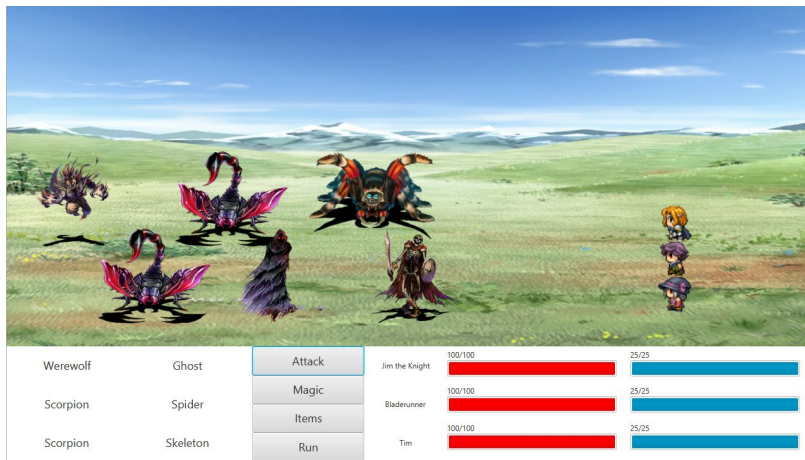 Werewolf
Ghost
Scorpion
Spider
Scorpion
Skeleton
Attack
Magic
Items
Run
Jim the Knight
100/100
25/25
Bladerunner
100/100
25/25
Tim
100/100
25/25